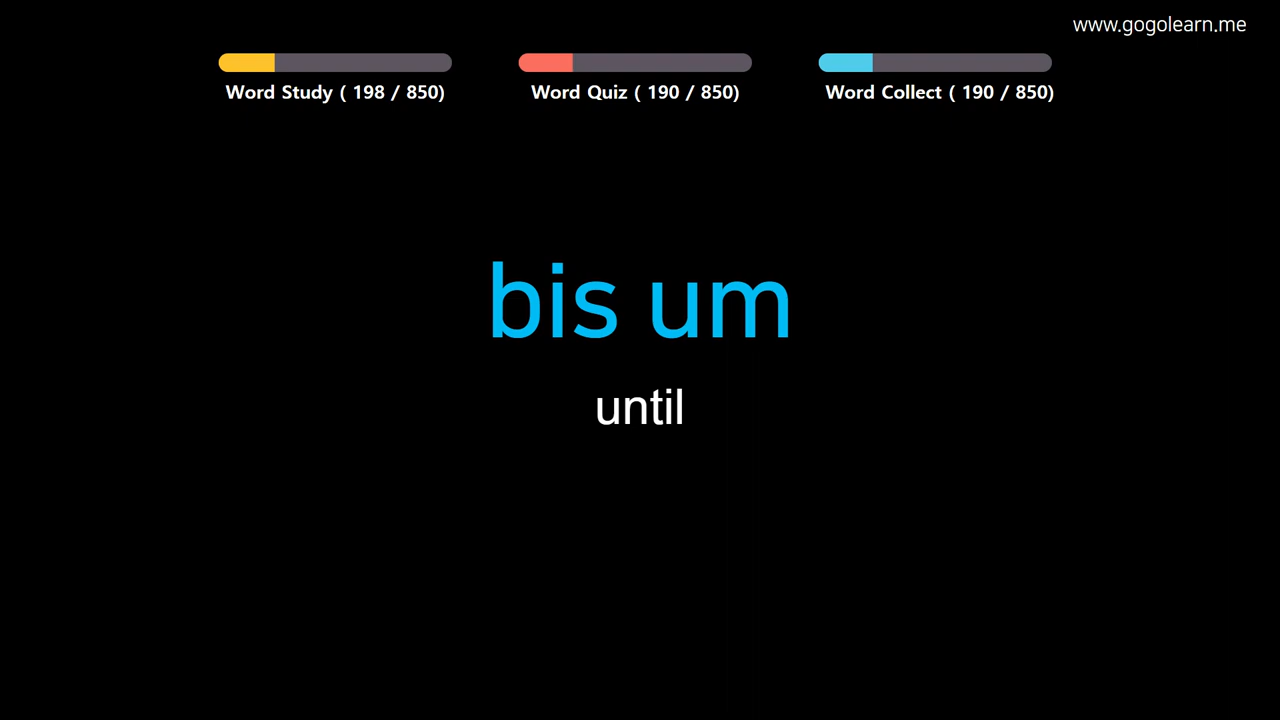 www.gogolearn.me
Word Study ( 198 / 850)
Word Quiz ( 190 / 850)
Word Collect ( 190 / 850)
bis um
until